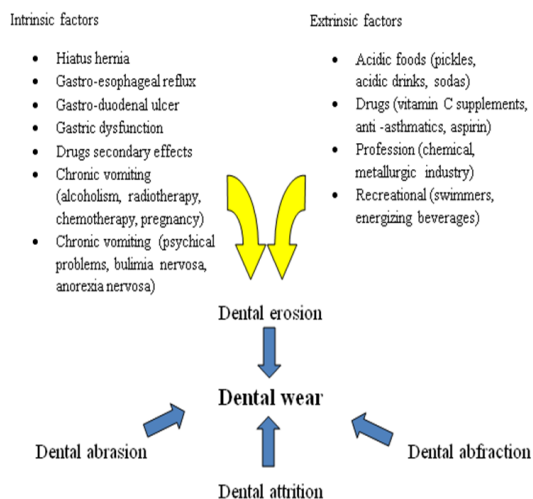 Intrinsic factors
• Hiatus hernia
• Gastro-esophageal reflux
• Gastro-duodenal ulcer
• Gastric dysfunction
• Drugs secondary effects
• Chronic vomiting
(alcoholism, radiotherapy,
chemotherapy, pregnancy)
• Chronic vomiting (psychical
problems, bulimia nervosa,
anorexia nervosa)
Extrinsic factors
• Acidic foods (pickles,
acidic drinks, sodas)
• Drugs (vitamin C supplements,
anti -asthmatics, aspirin)
• Profession (chemical,
metallurgic industry)
• Recreational (swimmers,
energizing beverages)
Dental erosion
Dental wear
Dental abrasion
Dental abfraction
Dental attrition